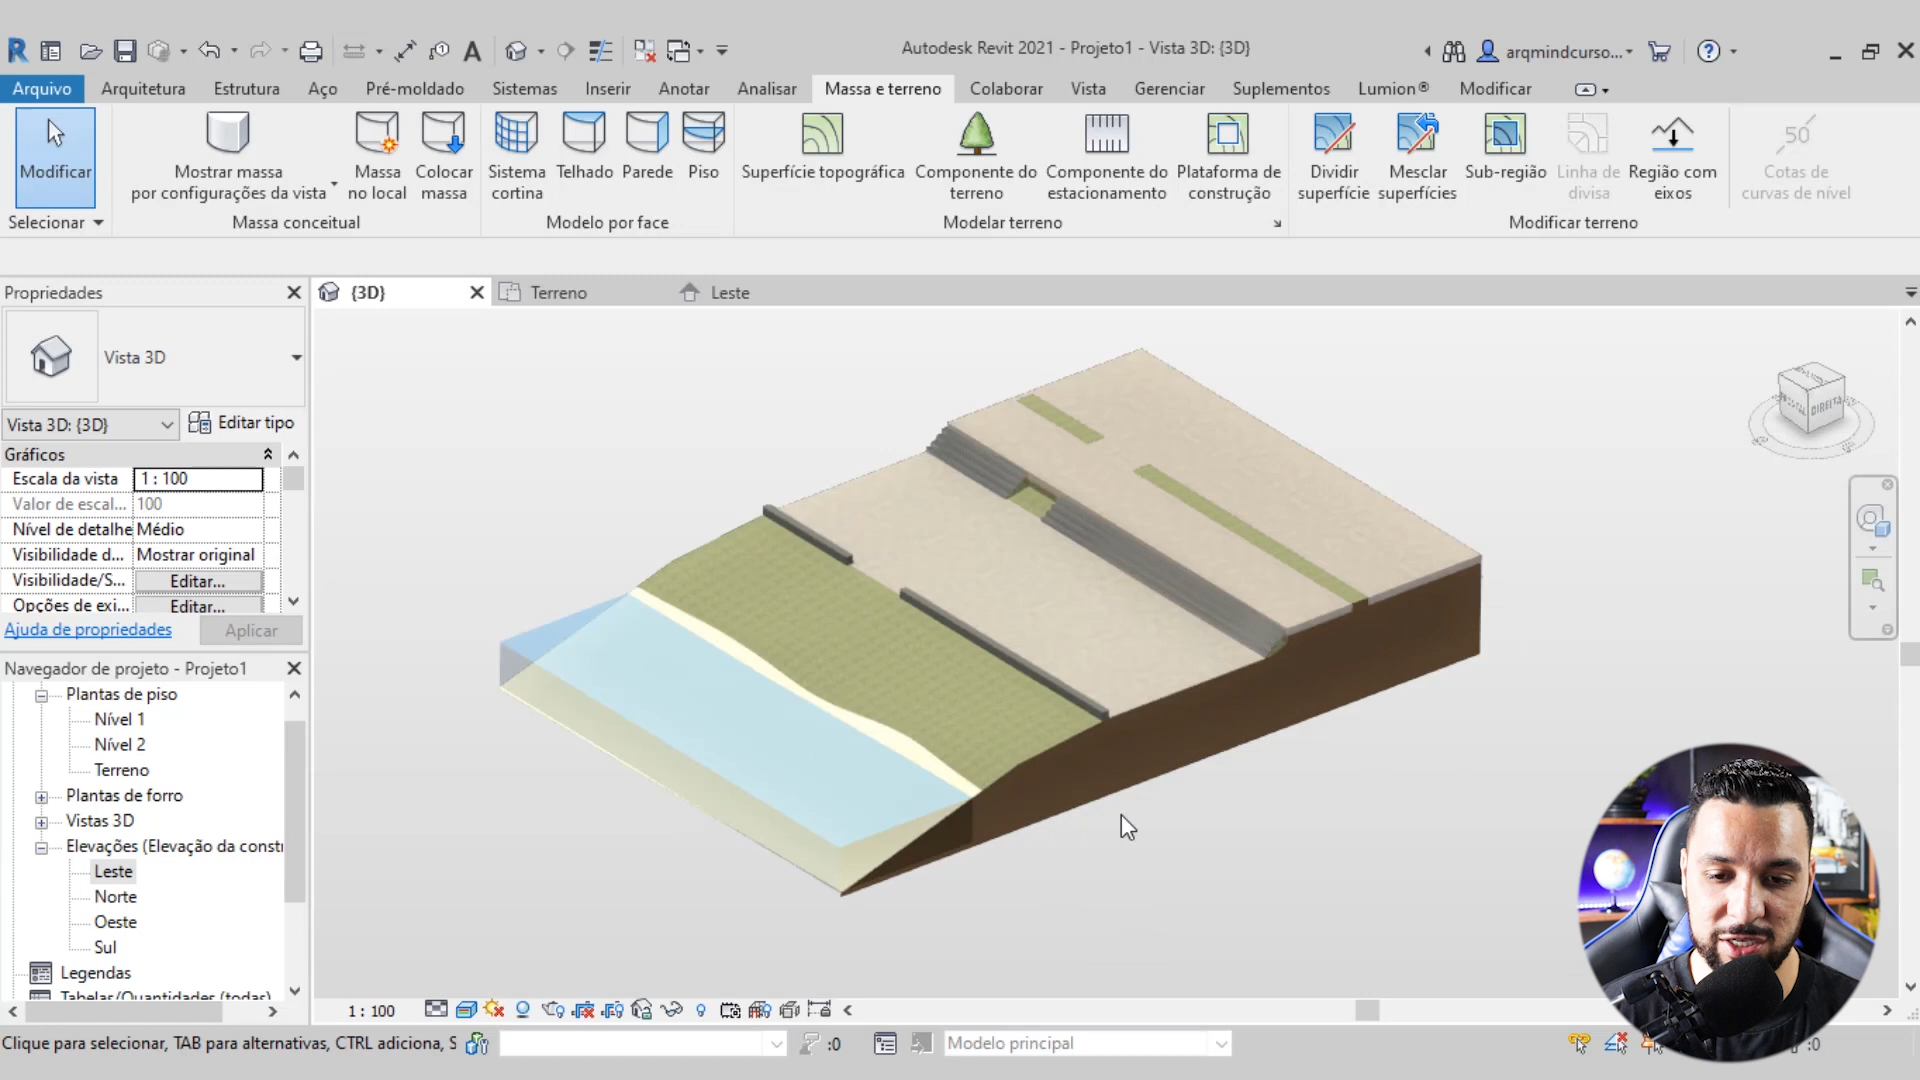 Autodesk Revit 2021 - Projeto1 - Vista 3D: {3D}
arqmindcurso...
Arquivo Arquitetura Estrutura Aço Pré-moldado Sistemas Inserir Anotar Analisar Massa e terreno Colaborar Vista Gerenciar Suplementos Lumion® Modificar
Modificar
Mostrar massa
por configurações da vista
Massa
no local
Colocar
massa
Sistema
cortina
Telhado
Parede
Piso
Superfície topográfica
Componente do
terreno
Componente do
estacionamento
Plataforma de
construção
Dividir
superfície
Mesclar
superfícies
Sub-região
Linha de
divisa
Região com
eixos
50
Cotas de
curvas de nível
Selecionar
Massa conceitual
Modelo por face
Modelar terreno
Modificar terreno
Propriedades
{3D}
Terreno
Leste
Vista 3D
Vista 3D: {3D}
Editar tipo
Gráficos
Escala da vista 1 : 100
Valor de escal... 100
Nível de detalhe Médio
Visibilidade d... Mostrar original
Visibilidade/S... Editar...
Opções de exi... Editar...
Ajuda de propriedades
Aplicar
Navegador de projeto - Projeto1
Plantas de piso
Nível 1
Nível 2
Terreno
Plantas de forro
Vistas 3D
Elevações (Elevação da constr
Leste
Norte
Oeste
Sul
Legendas
Tabelas/Quantidades (todas)
DIREITA
1 : 100
Clique para selecionar, TAB para alternativas, CTRL adiciona, S
:0
Modelo principal
:0